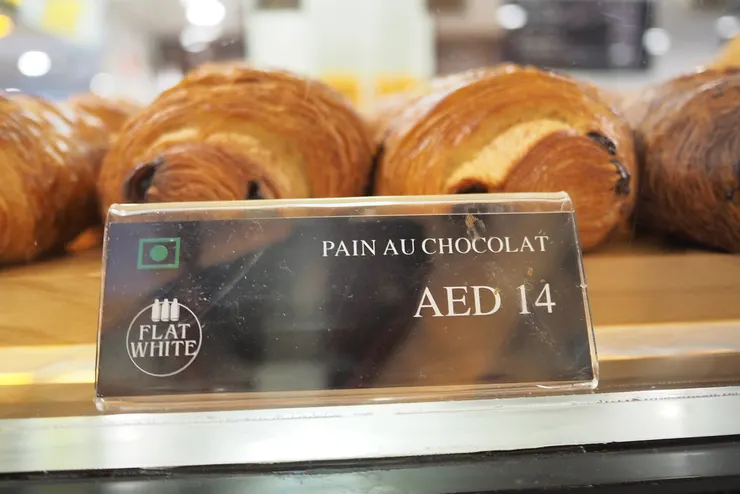 PAIN AU CHOCOLAT
AED 14
FLAT
WHITE